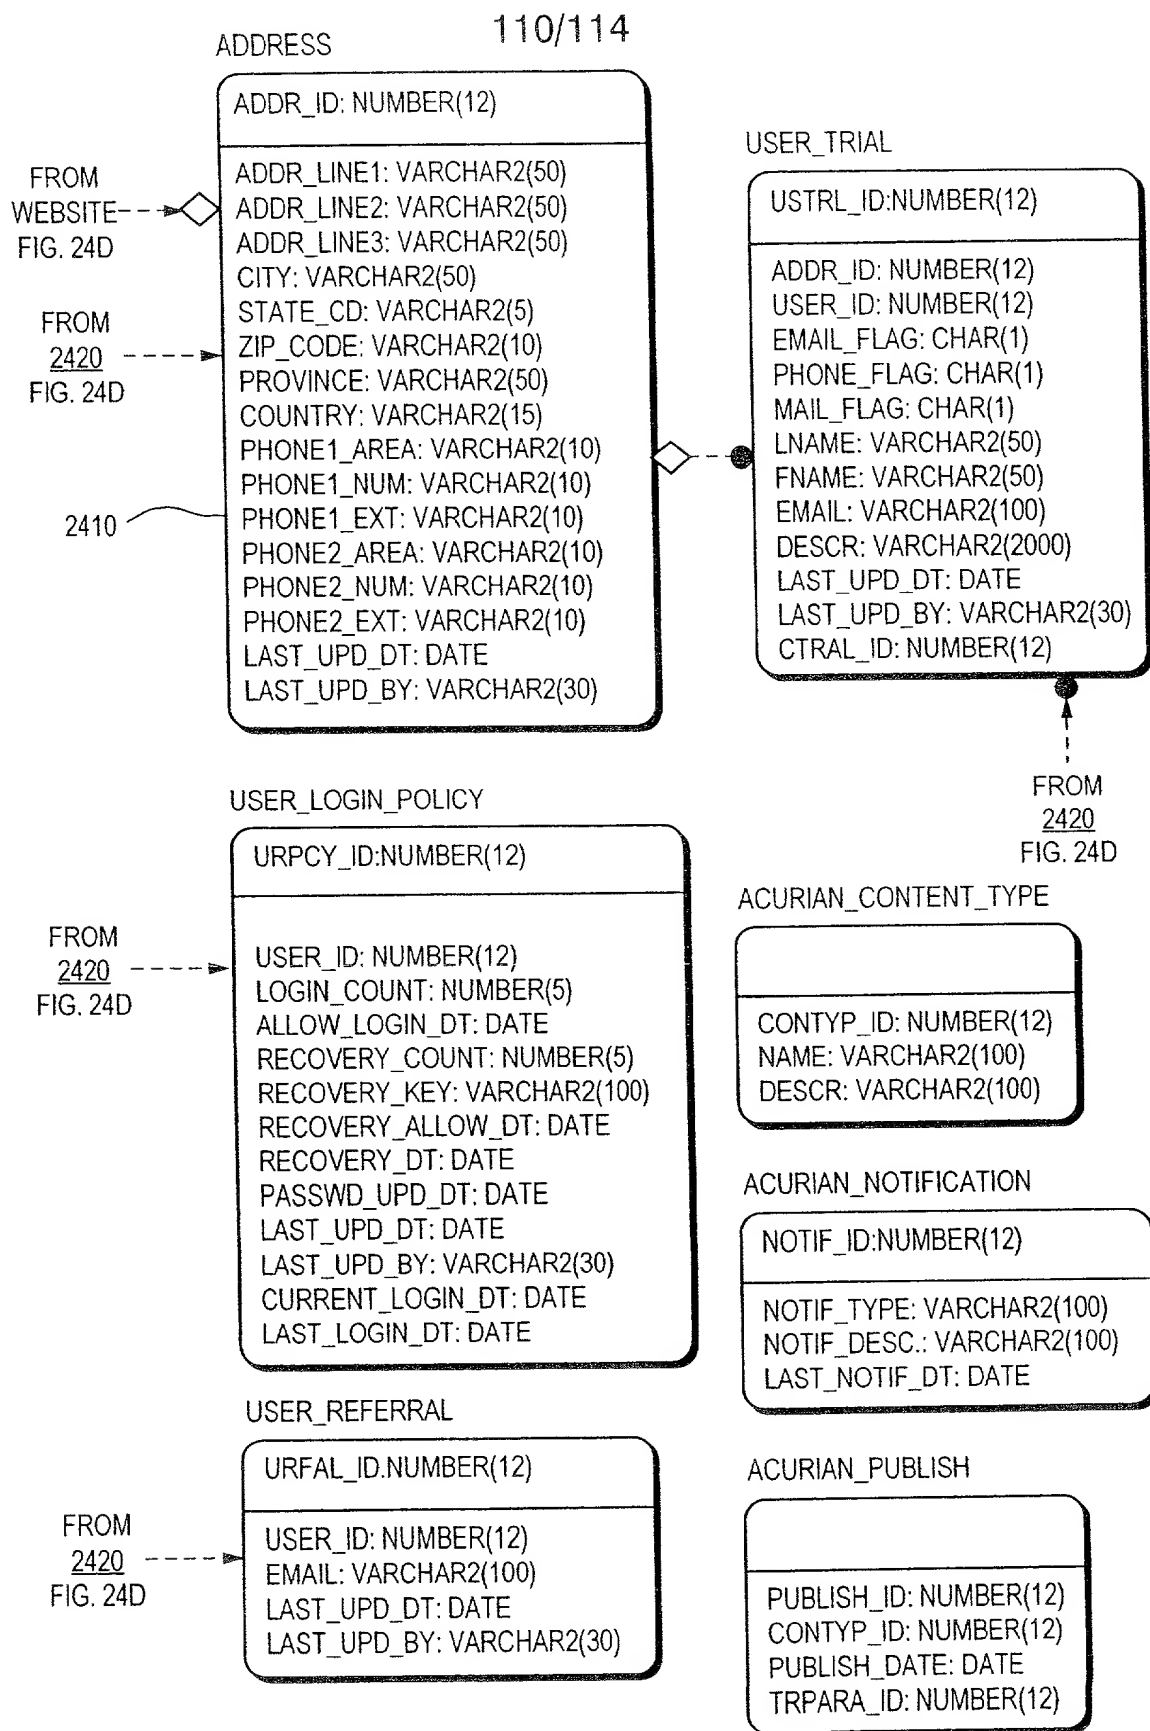 110/114
ADDRESS
ADDR_ID: NUMBER(12)
ADDR_LINE1: VARCHAR2(50)
ADDR_LINE2: VARCHAR2(50)
ADDR_LINE3: VARCHAR2(50)
CITY: VARCHAR2(50)
STATE_CD: VARCHAR2(5)
ZIP_CODE: VARCHAR2(10)
PROVINCE: VARCHAR2(50)
COUNTRY: VARCHAR2(15)
PHONE1_AREA: VARCHAR2(10)
PHONE1_NUM: VARCHAR2(10)
PHONE1_EXT: VARCHAR2(10)
PHONE2_AREA: VARCHAR2(10)
PHONE2_NUM: VARCHAR2(10)
PHONE2_EXT: VARCHAR2(10)
LAST_UPD_DT: DATE
LAST_UPD_BY: VARCHAR2(30)
FROM
WEBSITE
FIG. 24D
FROM
2420
FIG. 24D
2410
USER_TRIAL
USTRL_ID:NUMBER(12)
ADDR_ID: NUMBER(12)
USER_ID: NUMBER(12)
EMAIL_FLAG: CHAR(1)
PHONE_FLAG: CHAR(1)
MAIL_FLAG: CHAR(1)
LNAME: VARCHAR2(50)
FNAME: VARCHAR2(50)
EMAIL: VARCHAR2(100)
DESCR: VARCHAR2(2000)
LAST_UPD_DT: DATE
LAST_UPD_BY: VARCHAR2(30)
CTRAL_ID: NUMBER(12)
FROM
2420
FIG. 24D
USER_LOGIN_POLICY
URPCY_ID:NUMBER(12)
USER_ID: NUMBER(12)
LOGIN_COUNT: NUMBER(5)
ALLOW_LOGIN_DT: DATE
RECOVERY_COUNT: NUMBER(5)
RECOVERY_KEY: VARCHAR2(100)
RECOVERY_ALLOW_DT: DATE
RECOVERY_DT: DATE
PASSWD_UPD_DT: DATE
LAST_UPD_DT: DATE
LAST_UPD_BY: VARCHAR2(30)
CURRENT_LOGIN_DT: DATE
LAST_LOGIN_DT: DATE
FROM
2420
FIG. 24D
ACURIAN_CONTENT_TYPE
CONTYP_ID: NUMBER(12)
NAME: VARCHAR2(100)
DESCR: VARCHAR2(100)
ACURIAN_NOTIFICATION
NOTIF_ID:NUMBER(12)
NOTIF_TYPE: VARCHAR2(100)
NOTIF_DESC.: VARCHAR2(100)
LAST_NOTIF_DT: DATE
USER_REFERRAL
URFAL_ID.NUMBER(12)
USER_ID: NUMBER(12)
EMAIL: VARCHAR2(100)
LAST_UPD_DT: DATE
LAST_UPD_BY: VARCHAR2(30)
FROM
2420
FIG. 24D
ACURIAN_PUBLISH
PUBLISH_ID: NUMBER(12)
CONTYP_ID: NUMBER(12)
PUBLISH_DATE: DATE
TRPARA_ID: NUMBER(12)